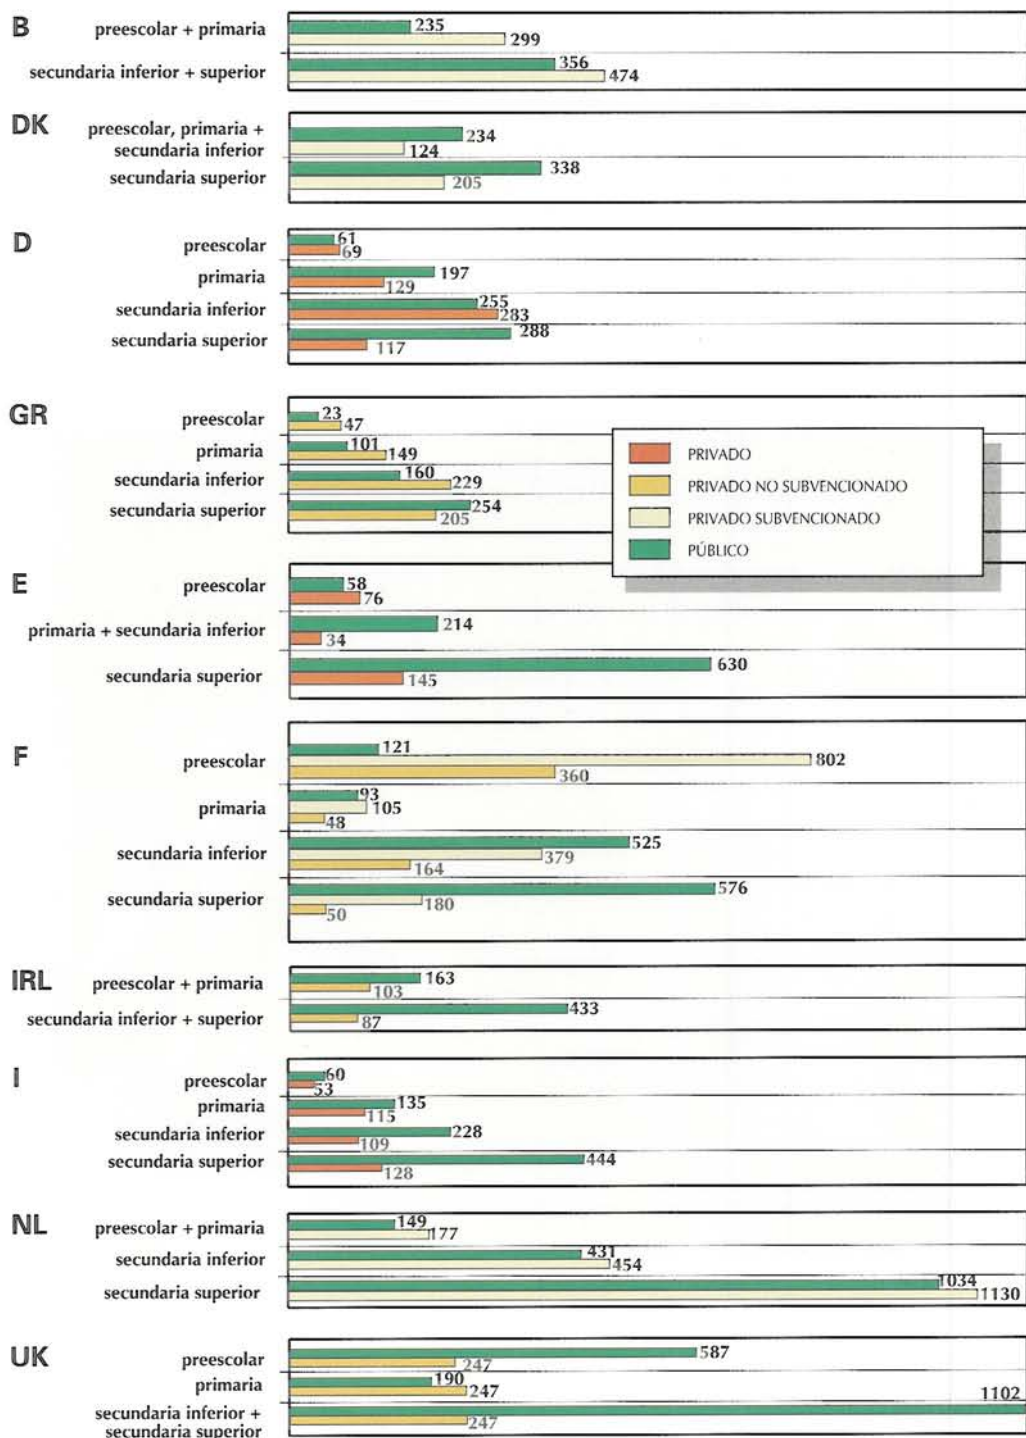 B
preescolar + primaria
235
299
secundaria inferior + superior
356
474
DK
preescolar, primaria +
secundaria inferior
234
124
secundaria superior
338
205
D
preescolar
61
69
primaria
197
129
secundaria inferior
255
283
secundaria superior
288
117
GR
preescolar
23
47
primaria
101
149
secundaria inferior
160
229
secundaria superior
254
205
PRIVADO
PRIVADO NO SUBVENCIONADO
PRIVADO SUBVENCIONADO
PÚBLICO
E
preescolar
58
76
primaria + secundaria inferior
214
34
secundaria superior
630
145
F
preescolar
121
802
360
primaria
93
105
48
secundaria inferior
525
379
164
secundaria superior
576
180
50
IRL
preescolar + primaria
163
103
secundaria inferior + superior
433
87
I
preescolar
60
53
primaria
135
115
secundaria inferior
228
109
secundaria superior
444
128
NL
preescolar + primaria
149
177
secundaria inferior
431
454
secundaria superior
1034
1130
UK
preescolar
587
247
primaria
190
247
secundaria inferior +
secundaria superior
1102
247